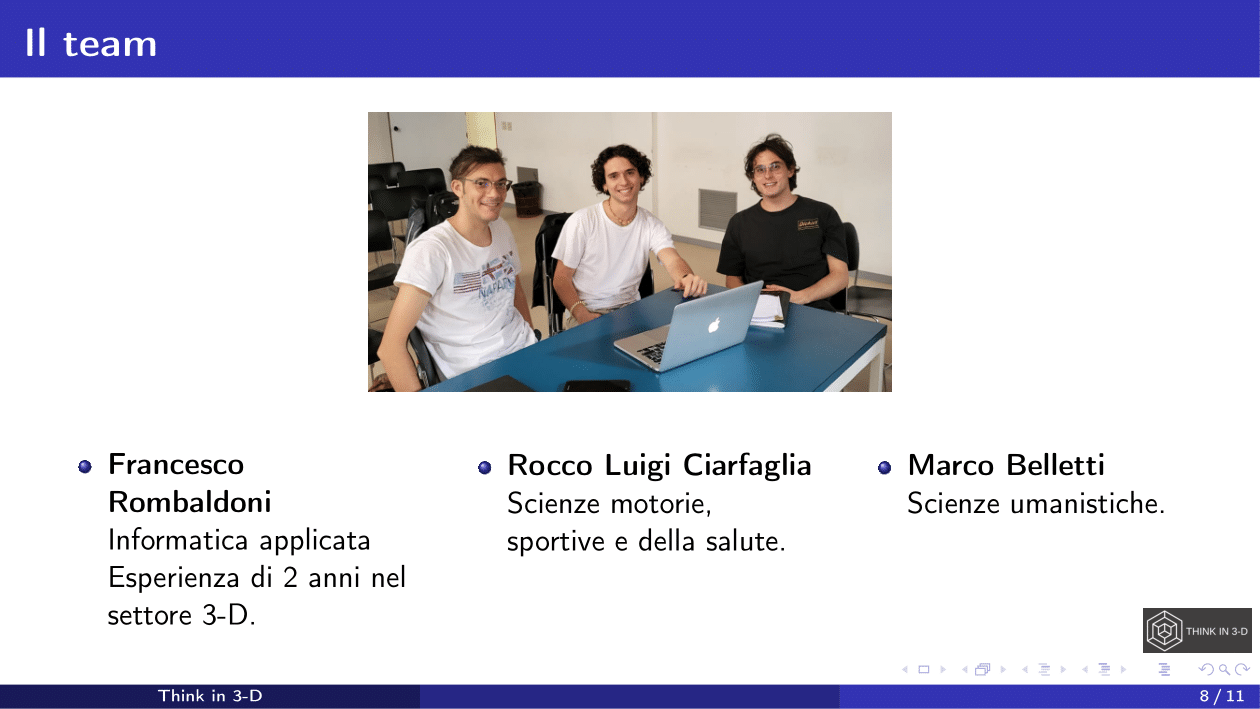 Il team
NAPLES
Francesco
Rombaldoni
Informatica applicata
Esperienza di 2 anni nel
settore 3-D.
Rocco Luigi Ciarfaglia
Scienze motorie,
sportive e della salute.
Marco Belletti
Scienze umanistiche.
THINK IN 3-D
Think in 3-D
8 / 11